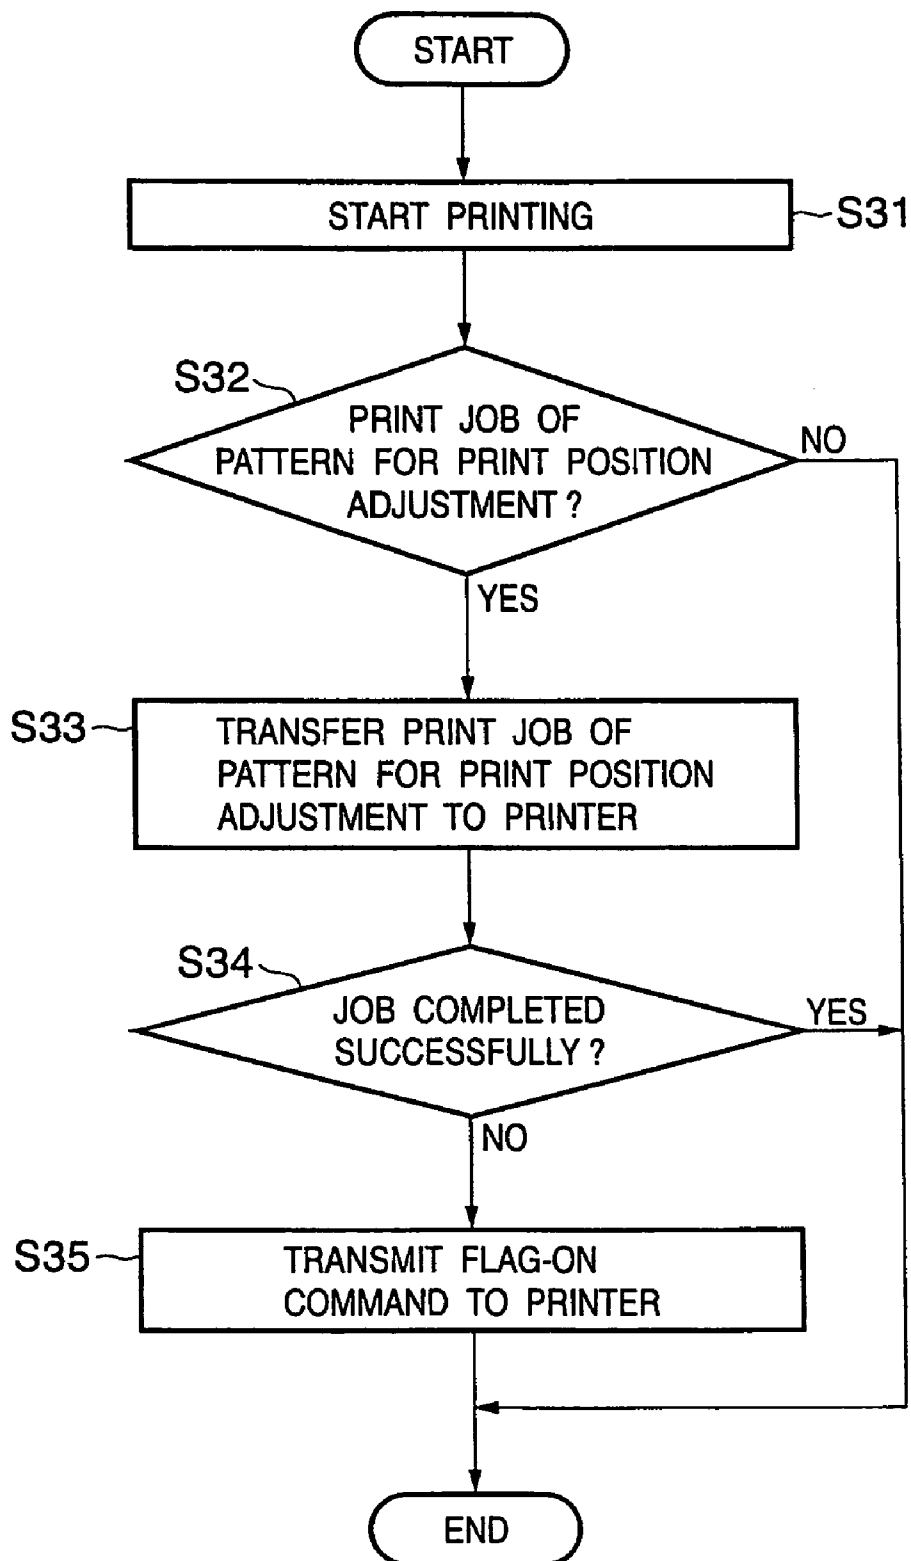 START
START PRINTING
S31
S32
PRINT JOB OF
PATTERN FOR PRINT POSITION
ADJUSTMENT ?
NO
YES
S33
TRANSFER PRINT JOB OF
PATTERN FOR PRINT POSITION
ADJUSTMENT TO PRINTER
S34
JOB COMPLETED
SUCCESSFULLY ?
YES
NO
S35
TRANSMIT FLAG-ON
COMMAND TO PRINTER
END